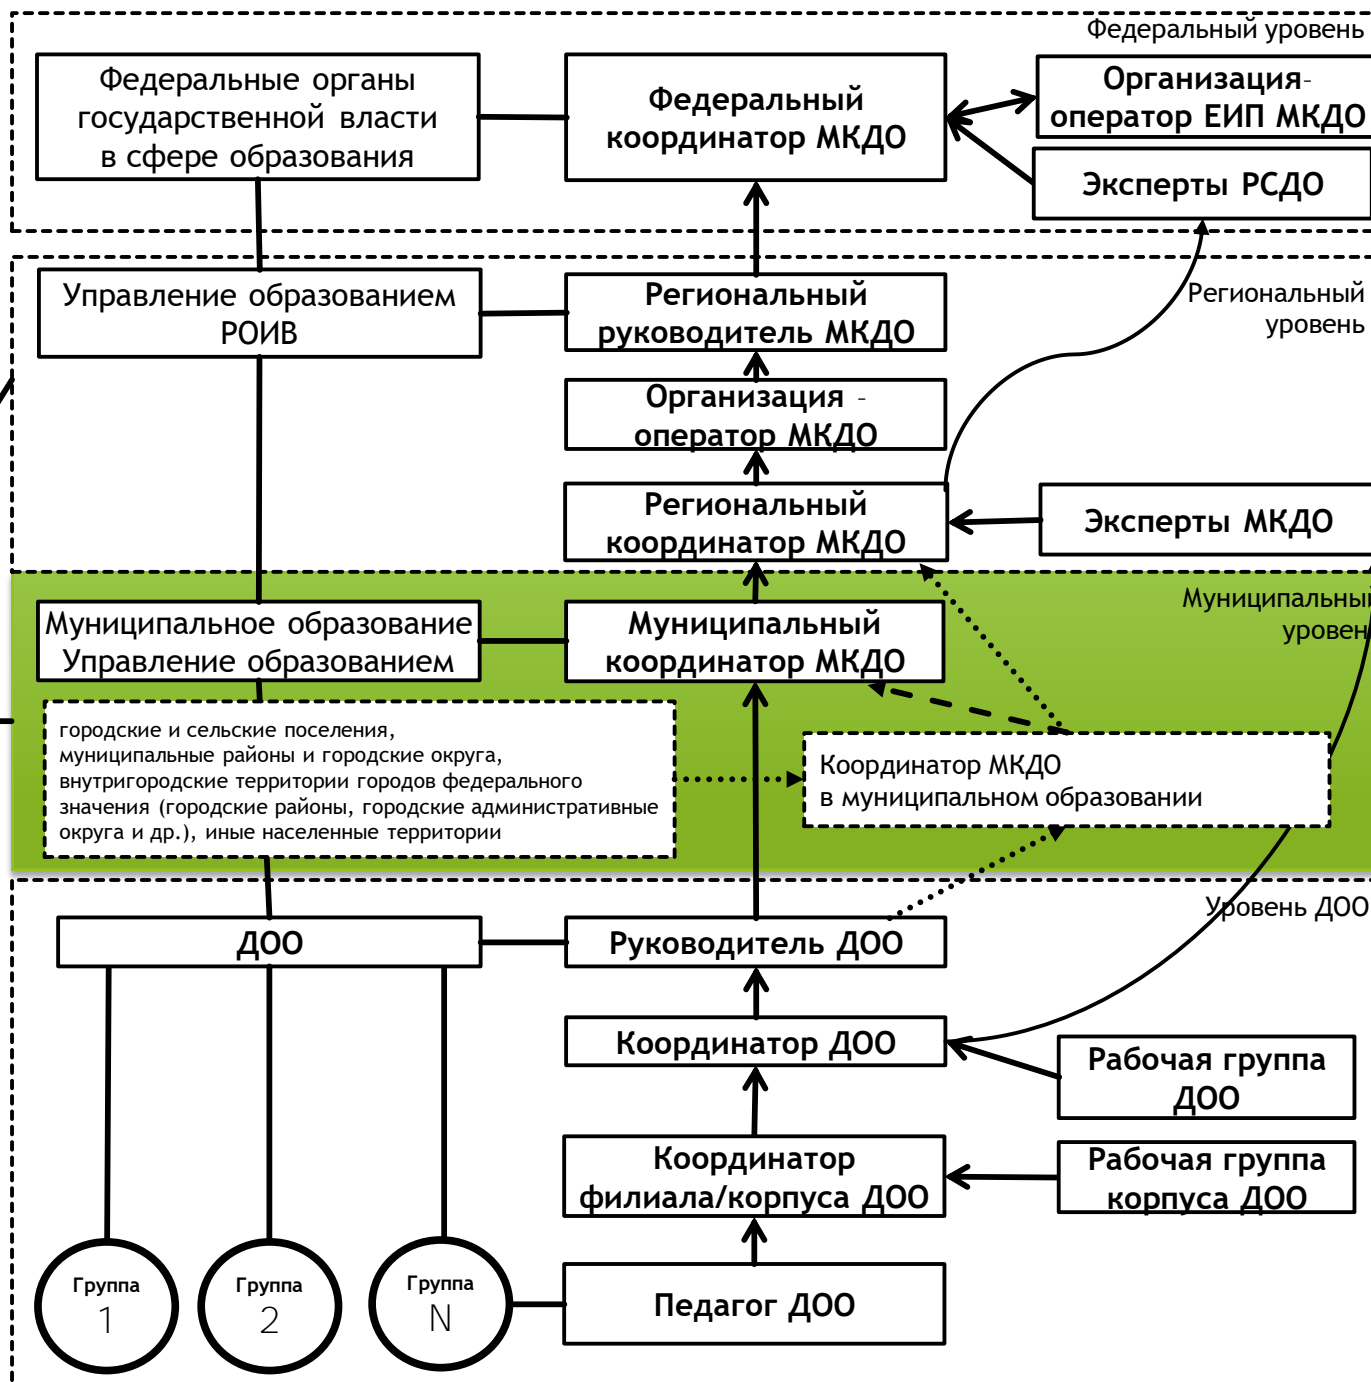 Федеральный уровень
Федеральные органы
государственной власти
в сфере образования
Федеральный
координатор МКДО
Организация-
оператор ЕИП МКДО
Эксперты РСДО
Управление образованием
РОИВ
Региональный
руководитель МКДО
Региональный
уровень
Организация -
оператор МКДО
Региональный
координатор МКДО
Эксперты МКДО
Муниципальный
уровен
Муниципальное образование
Управление образованием
Муниципальный
координатор МКДО
городские и сельские поселения,
муниципальные районы и городские округа,
внутригородские территории городов федерального
значения (городские районы, городские административные
округа и др.), иные населенные территории
Координатор МКДО
в муниципальном образовании
Уровень ДОО
ДОО
Руководитель ДОО
Координатор ДОО
Рабочая группа
ДОО
Координатор
филиала/корпуса ДОО
Рабочая группа
корпуса ДОО
Группа
1
Группа
2
Группа
N
Педагог ДОО